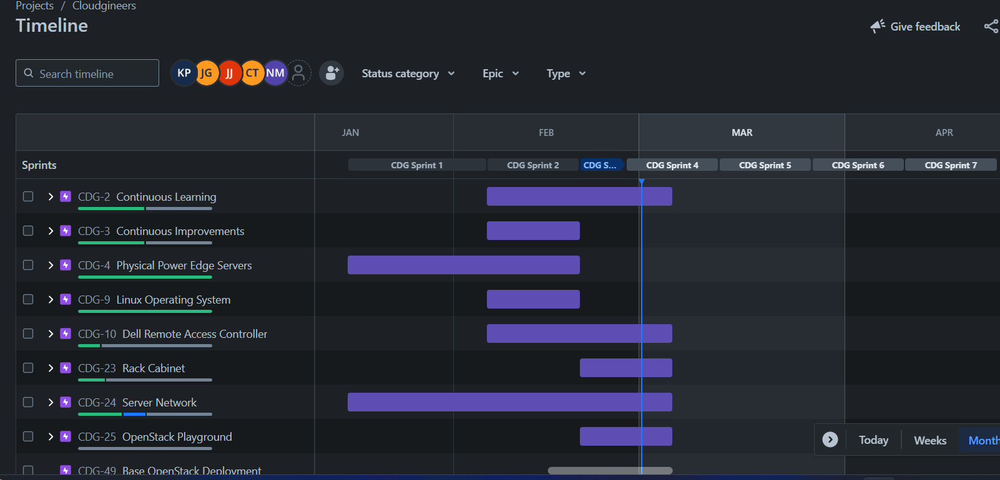 Projects / Cloudgineers
Timeline
Give feedback
Search timeline
KP JG JJ CT NM
Status category
Epic
Type
JAN FEB MAR APR
Sprints
CDG Sprint 1 CDG Sprint 2 CDG S... CDG Sprint 4 CDG Sprint 5 CDG Sprint 6 CDG Sprint 7
CDG-2 Continuous Learning
CDG-3 Continuous Improvements
CDG-4 Physical Power Edge Servers
CDG-9 Linux Operating System
CDG-10 Dell Remote Access Controller
CDG-23 Rack Cabinet
CDG-24 Server Network
CDG-25 OpenStack Playground
Today Weeks Month
CDG-49 Base OpenStack Deployment